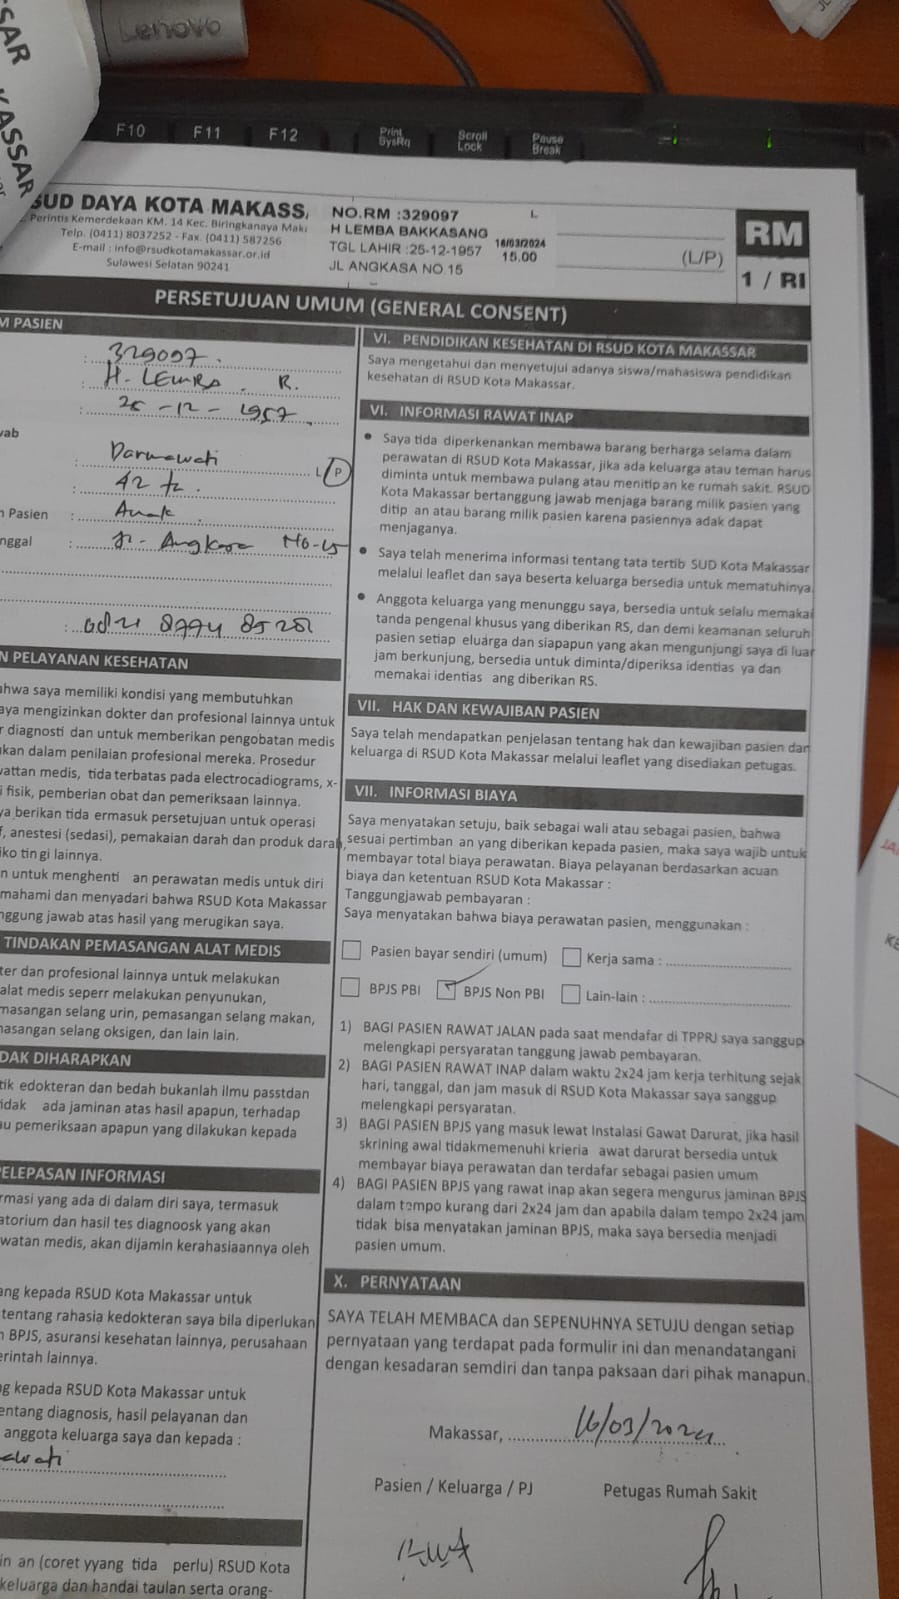 Lenovo
SAR
KASSAR
F10 F11 F12 Print SysRq Scroll Lock Pause Break
SUD DAYA KOTA MAKASS
Perintis Kemerdekaan KM. 14 Kec. Biringkanaya Mak
Telp. (0411) 8037252 - Fax. (0411) 587256
E-mail : info@rsudkotamakassar.or.id
Sulawesi Selatan 90241
NO.RM :329097 L
H LEMBA BAKKASANG
TGL LAHIR :25-12-1957
JL ANGKASA NO.15
16/03/2024
15.00
(L/P)
RM
1 / RI
PERSETUJUAN UMUM (GENERAL CONSENT)
M PASIEN
: 329097.
: H. LEMBA. R.
: 25 -12 - 1957
wab
: Darmawati L/P
: 42 th.
n Pasien : Anak
nggal : Jl. Angkasa No-15
N PELAYANAN KESEHATAN
ahwa saya memiliki kondisi yang membutuhkan
aya mengizinkan dokter dan profesional lainnya untuk
r diagnosti dan untuk memberikan pengobatan medis
kan dalam penilaian profesional mereka. Prosedur
wattan medis, tida terbatas pada electrocadiograms, x-
i fisik, pemberian obat dan pemeriksaan lainnya.
ya berikan tida ermasuk persetujuan untuk operasi
f, anestesi (sedasi), pemakaian darah dan produk darah,
iko tin gi lainnya.
n untuk menghenti an perawatan medis untuk diri
mahami dan menyadari bahwa RSUD Kota Makassar
nggung jawab atas hasil yang merugikan saya.
TINDAKAN PEMASANGAN ALAT MEDIS
ter dan profesional lainnya untuk melakukan
alat medis seperr melakukan penyunukan,
masangan selang urin, pemasangan selang makan,
nasangan selang oksigen, dan lain lain.
DAK DIHARAPKAN
tik edokteran dan bedah bukanlah ilmu passtdan
idak ada jaminan atas hasil apapun, terhadap
au pemeriksaan apapun yang dilakukan kepada
ELEPASAN INFORMASI
rmasi yang ada di dalam diri saya, termasuk
atorium dan hasil tes diagnoosk yang akan
watan medis, akan dijamin kerahasiaannya oleh
ang kepada RSUD Kota Makassar untuk
tentang rahasia kedokteran saya bila diperlukan
n BPJS, asuransi kesehatan lainnya, perusahaan
erintah lainnya.
g kepada RSUD Kota Makassar untuk
entang diagnosis, hasil pelayanan dan
anggota keluarga saya dan kepada :
awati
in an (coret yyang tida perlu) RSUD Kota
keluarga dan handai taulan serta orang-
VI. PENDIDIKAN KESEHATAN DI RSUD KOTA MAKASSAR
Saya mengetahui dan menyetujui adanya siswa/mahasiswa pendidikan
kesehatan di RSUD Kota Makassar.
VI. INFORMASI RAWAT INAP
• Saya tida diperkenankan membawa barang berharga selama dalam
perawatan di RSUD Kota Makassar, jika ada keluarga atau teman harus
diminta untuk membawa pulang atau menitip an ke rumah sakit. RSUD
Kota Makassar bertanggung jawab menjaga barang milik pasien yang
ditip an atau barang milik pasien karena pasiennya adak dapat
menjaganya.
• Saya telah menerima informasi tentang tata tertib SUD Kota Makassar
melalui leaflet dan saya beserta keluarga bersedia untuk mematuhinya
• Anggota keluarga yang menunggu saya, bersedia untuk selalu memakai
tanda pengenal khusus yang diberikan RS, dan demi keamanan seluruh
pasien setiap eluarga dan siapapun yang akan mengunjungi saya di luar
jam berkunjung, bersedia untuk diminta/diperiksa identias ya dan
memakai identias ang diberikan RS.
VII. HAK DAN KEWAJIBAN PASIEN
Saya telah mendapatkan penjelasan tentang hak dan kewajiban pasien dan
keluarga di RSUD Kota Makassar melalui leaflet yang disediakan petugas.
VII. INFORMASI BIAYA
Saya menyatakan setuju, baik sebagai wali atau sebagai pasien, bahwa
sesuai pertimban an yang diberikan kepada pasien, maka saya wajib untuk
membayar total biaya perawatan. Biaya pelayanan berdasarkan acuan
biaya dan ketentuan RSUD Kota Makassar :
Tanggungjawab pembayaran :
Saya menyatakan bahwa biaya perawatan pasien, menggunakan :
Pasien bayar sendiri (umum) Kerja sama :
BPJS PBI BPJS Non PBI Lain-lain :
1) BAGI PASIEN RAWAT JALAN pada saat mendafar di TPPRJ saya sanggup
melengkapi persyaratan tanggung jawab pembayaran.
2) BAGI PASIEN RAWAT INAP dalam waktu 2x24 jam kerja terhitung sejak
hari, tanggal, dan jam masuk di RSUD Kota Makassar saya sanggup
melengkapi persyaratan.
3) BAGI PASIEN BPJS yang masuk lewat Instalasi Gawat Darurat, jika hasil
skrining awal tidakmemenuhi krieria awat darurat bersedia untuk
membayar biaya perawatan dan terdafar sebagai pasien umum
4) BAGI PASIEN BPJS yang rawat inap akan segera mengurus jaminan BPJS
dalam tempo kurang dari 2x24 jam dan apabila dalam tempo 2x24 jam
tidak bisa menyatakan jaminan BPJS, maka saya bersedia menjadi
pasien umum.
X. PERNYATAAN
SAYA TELAH MEMBACA dan SEPENUHNYA SETUJU dengan setiap
pernyataan yang terdapat pada formulir ini dan menandatangani
dengan kesadaran semdiri dan tanpa paksaan dari pihak manapun.
Makassar, 16/03/2024
Pasien / Keluarga / PJ Petugas Rumah Sakit